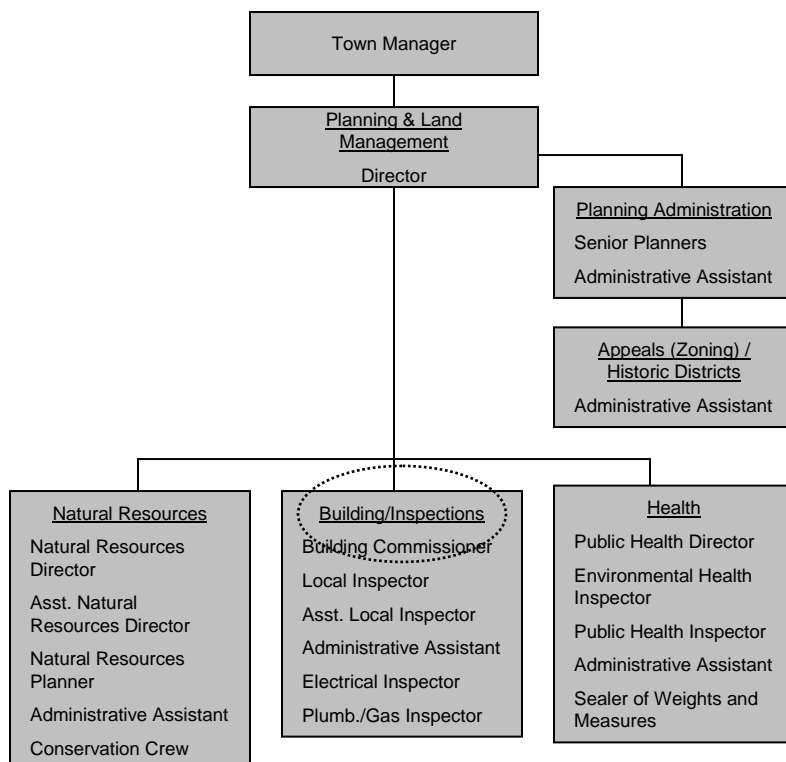 Town Manager
Planning & Land
Management
Director
Planning Administration
Senior Planners
Administrative Assistant
Appeals (Zoning) /
Historic Districts
Administrative Assistant
Natural Resources
Natural Resources
Director
Asst. Natural
Resources Director
Natural Resources
Planner
Administrative Assistant
Conservation Crew
Building/Inspections
Building Commissioner
Local Inspector
Asst. Local Inspector
Administrative Assistant
Electrical Inspector
Plumb./Gas Inspector
Health
Public Health Director
Environmental Health
Inspector
Public Health Inspector
Administrative Assistant
Sealer of Weights and
Measures